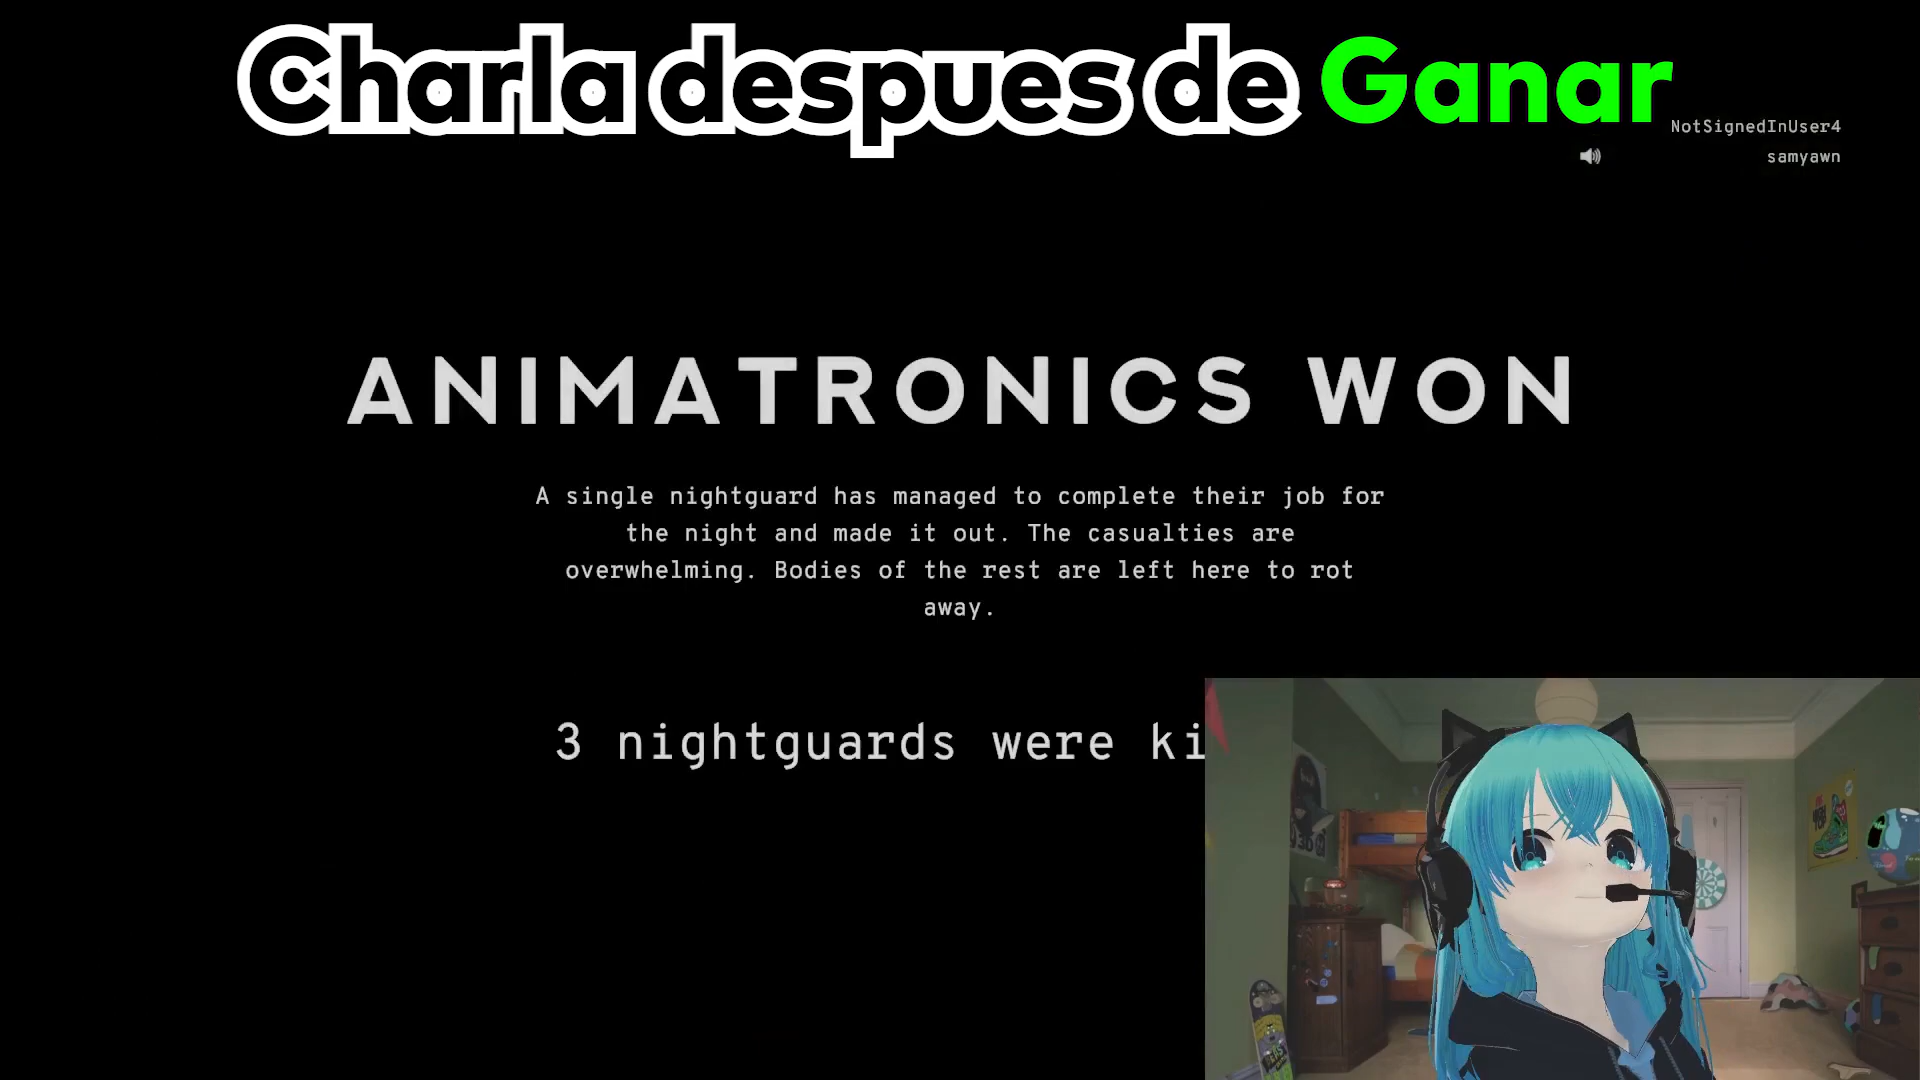 Charla despues de Ganar
NotSignedInUser4
samyawn
ANIMATRONICS WON
A single nightguard has managed to complete their job for
the night and made it out. The casualties are
overwhelming. Bodies of the rest are left here to rot
away.
3 nightguards were ki